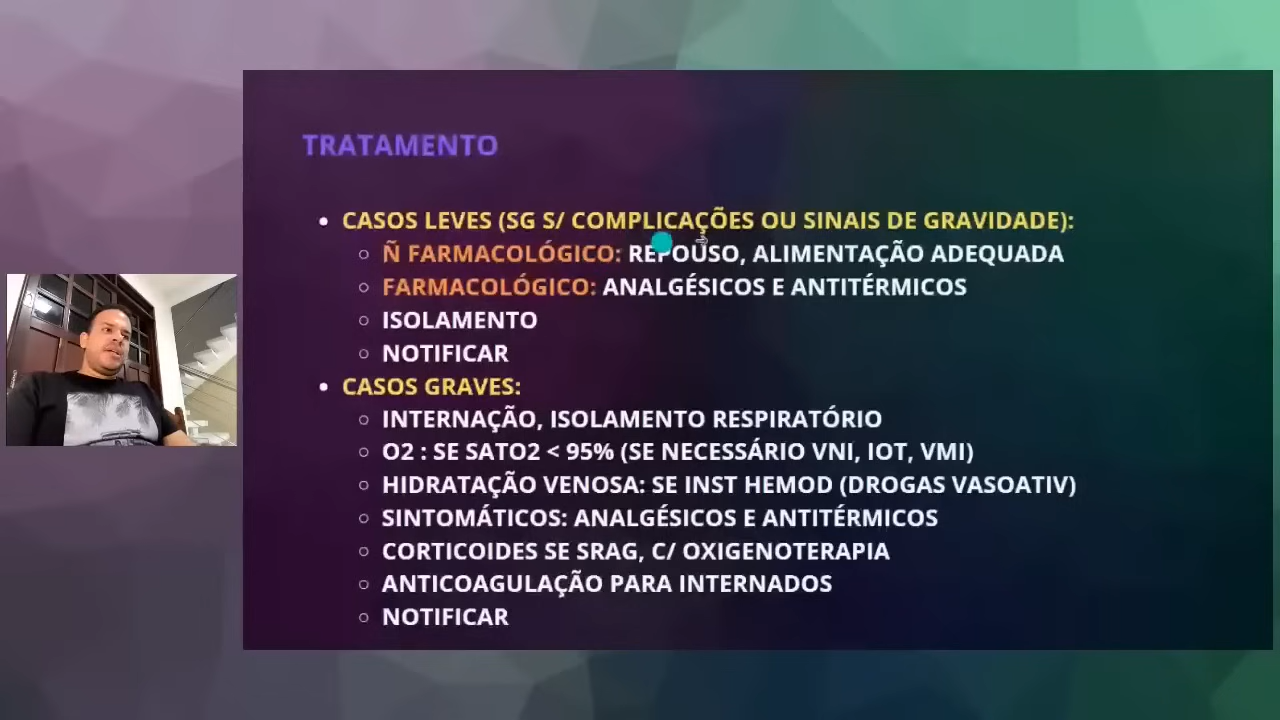 TRATAMENTO
CASOS LEVES (SG S/ COMPLICAÇÕES OU SINAIS DE GRAVIDADE):
Ñ FARMACOLÓGICO: REPOUSO, ALIMENTAÇÃO ADEQUADA
FARMACOLÓGICO: ANALGÉSICOS E ANTITÉRMICOS
ISOLAMENTO
NOTIFICAR
CASOS GRAVES:
INTERNAÇÃO, ISOLAMENTO RESPIRATÓRIO
O2 : SE SATO2 < 95% (SE NECESSÁRIO VNI, IOT, VMI)
HIDRATAÇÃO VENOSA: SE INST HEMOD (DROGAS VASOATIV)
SINTOMÁTICOS: ANALGÉSICOS E ANTITÉRMICOS
CORTICOIDES SE SRAG, C/ OXIGENOTERAPIA
ANTICOAGULAÇÃO PARA INTERNADOS
NOTIFICAR